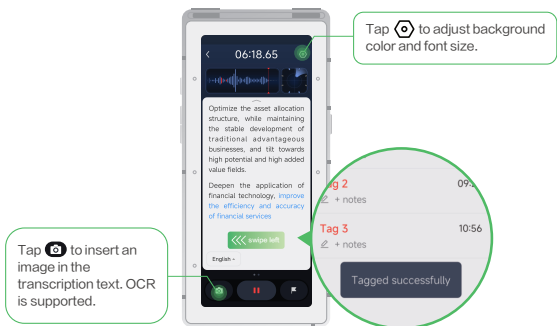 Tap to adjust background
color and font size.
06:18.65
Optimize the asset allocation
structure, while maintaining
the stable development of
traditional advantageous
businesses, and tilt towards
high potential and high added
value fields.
Deepen the application of
financial technology, improve
the efficiency and accuracy
of financial services
swipe left
English
Tag 2
+ notes
Tag 3 10:56
+ notes
Tagged successfully
Tap to insert an
image in the
transcription text. OCR
is supported.